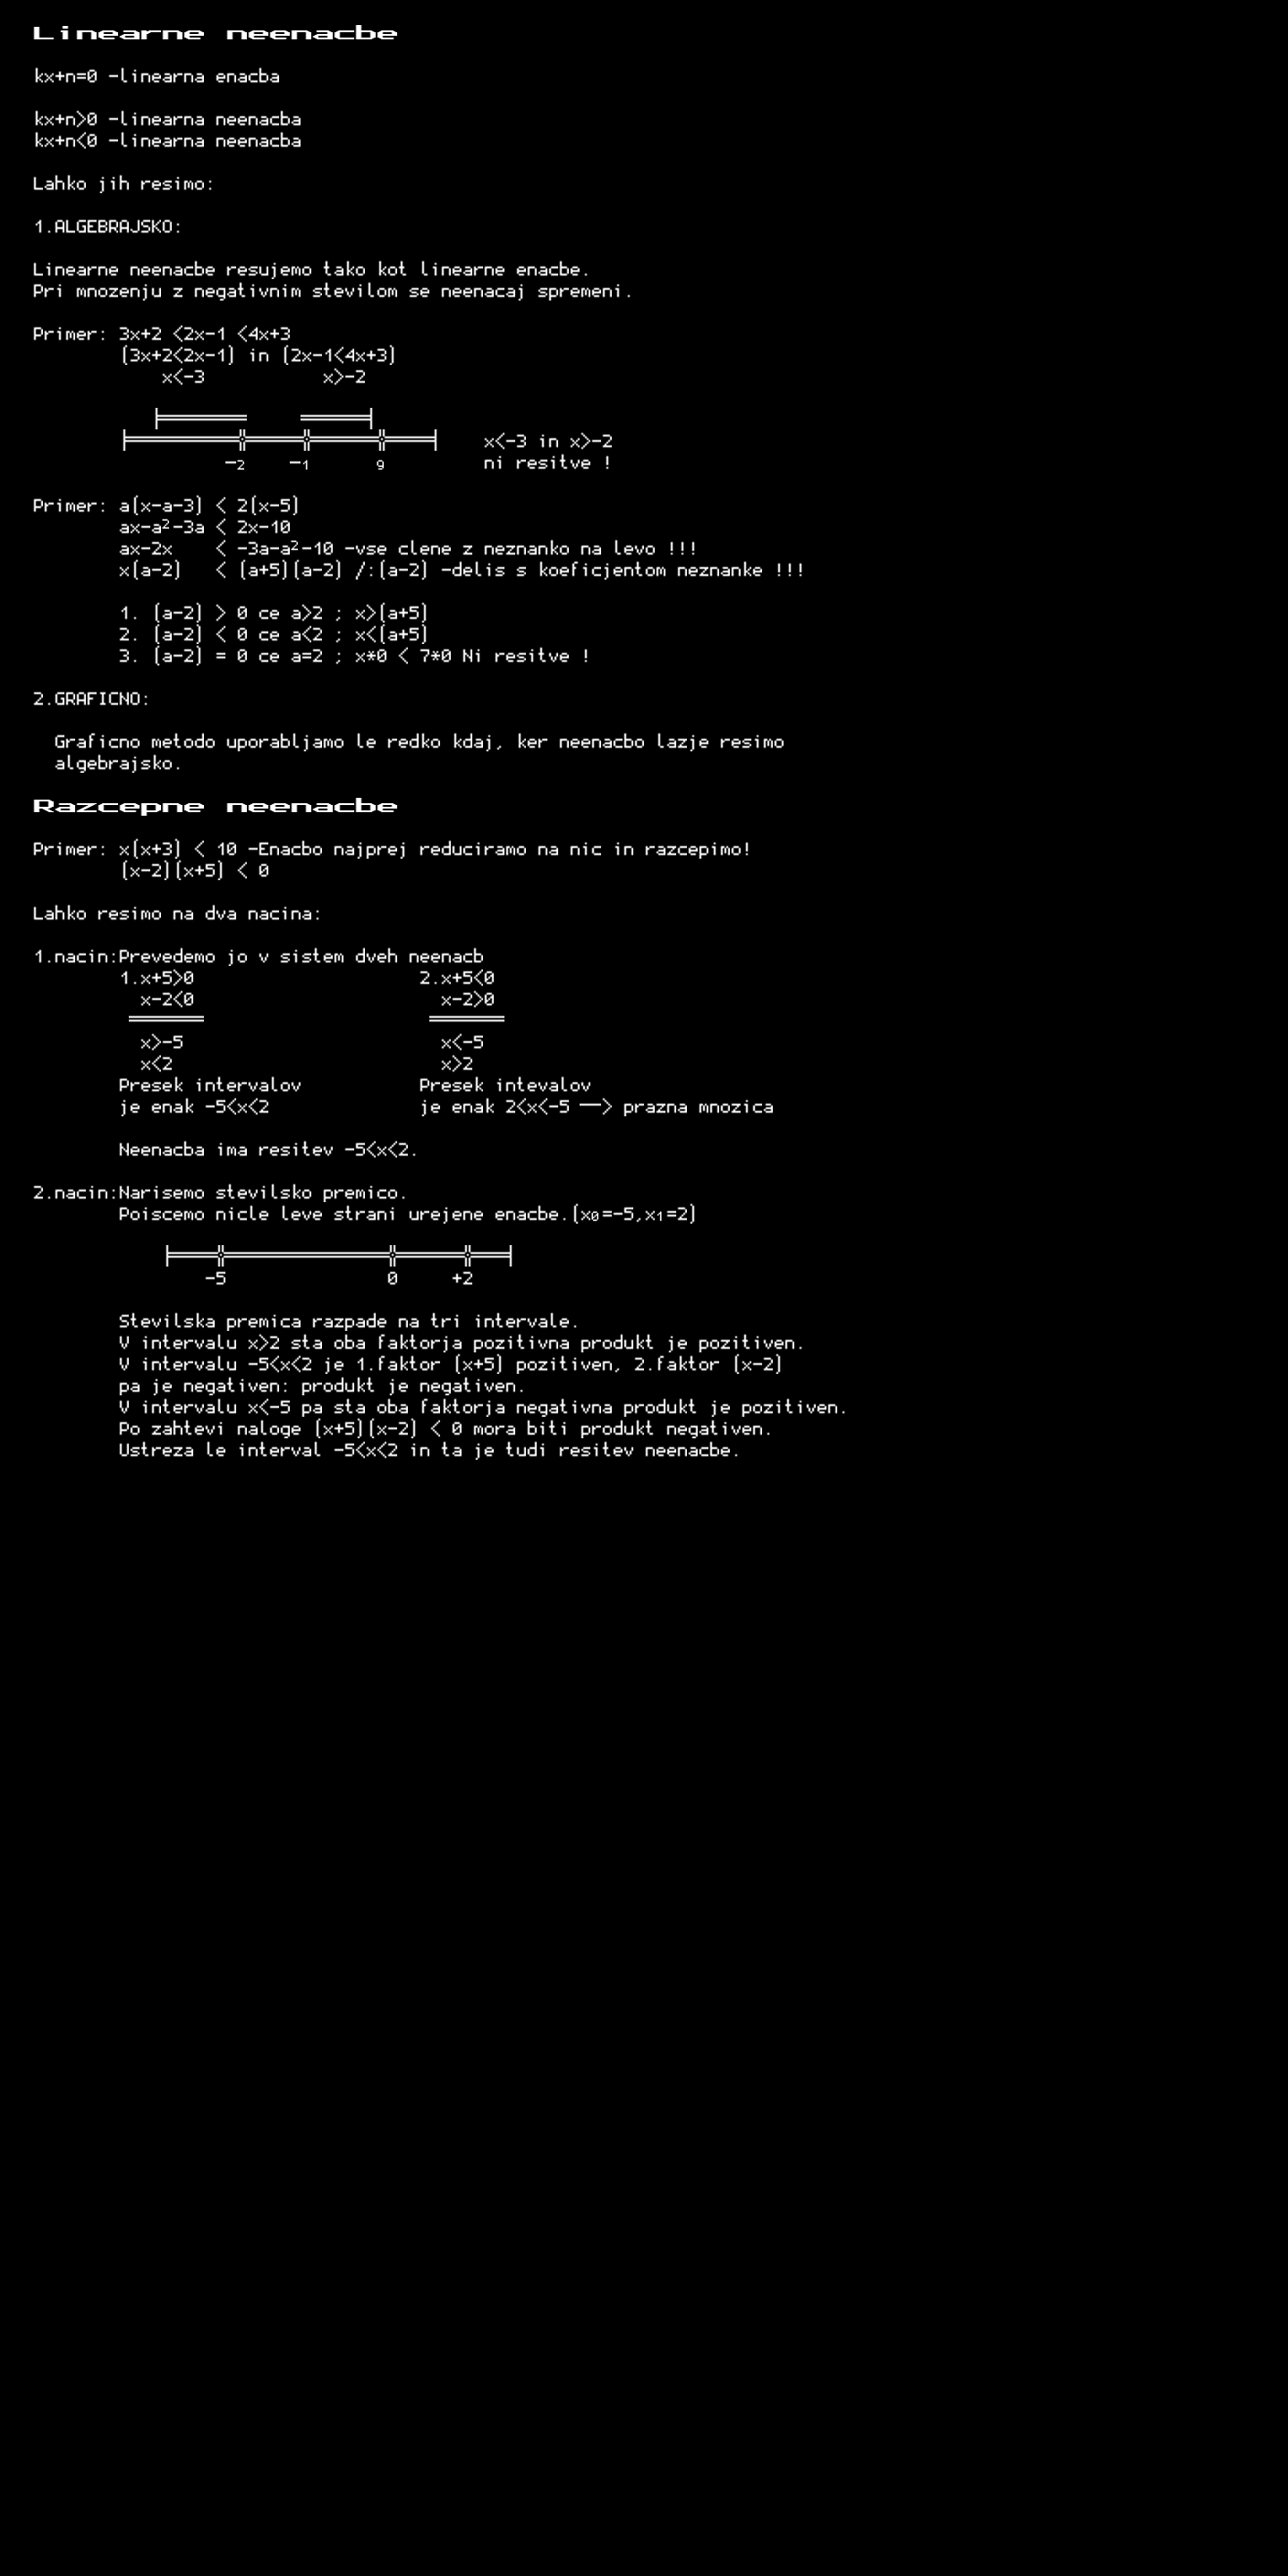 Linearne neenacbe
kx+n=0 -linearna enacba
kx+n>0 -linearna neenacba
kx+n<0 -linearna neenacba
Lahko jih resimo:
1.ALGEBRAJSKO:
Linearne neenacbe resujemo tako kot linearne enacbe.
Pri mnozenju z negativnim stevilom se neenacaj spremeni.
Primer: 3x+2 <2x-1 <4x+3
(3x+2<2x-1) in (2x-1<4x+3)
x<-3 x>-2
x<-3 in x>-2
-2 -1 9 ni resitve !
Primer: a(x-a-3) < 2(x-5)
ax-a²-3a < 2x-10
ax-2x < -3a-a²-10 -vse clene z neznanko na levo !!!
x(a-2) < (a+5)(a-2) /:(a-2) -delis s koeficjentom neznanke !!!
1. (a-2) > 0 ce a>2 ; x>(a+5)
2. (a-2) < 0 ce a<2 ; x<(a+5)
3. (a-2) = 0 ce a=2 ; x*0 < 7*0 Ni resitve !
2.GRAFICNO:
Graficno metodo uporabljamo le redko kdaj, ker neenacbo lazje resimo
algebrajsko.
Razcepne neenacbe
Primer: x(x+3) < 10 -Enacbo najprej reduciramo na nic in razcepimo!
(x-2)(x+5) < 0
Lahko resimo na dva nacina:
1.nacin:Prevedemo jo v sistem dveh neenacb
1.x+5>0 2.x+5<0
x-2<0 x-2>0
x>-5 x<-5
x<2 x>2
Presek intervalov Presek intevalov
je enak -5<x<2 je enak 2<x<-5 ──> prazna mnozica
Neenacba ima resitev -5<x<2.
2.nacin:Narisemo stevilsko premico.
Poiscemo nicle leve strani urejene enacbe.(x₀=-5,x₁=2)
-5 0 +2
Stevilska premica razpade na tri intervale.
V intervalu x>2 sta oba faktorja pozitivna produkt je pozitiven.
V intervalu -5<x<2 je 1.faktor (x+5) pozitiven, 2.faktor (x-2)
pa je negativen: produkt je negativen.
V intervalu x<-5 pa sta oba faktorja negativna produkt je pozitiven.
Po zahtevi naloge (x+5)(x-2) < 0 mora biti produkt negativen.
Ustreza le interval -5<x<2 in ta je tudi resitev neenacbe.